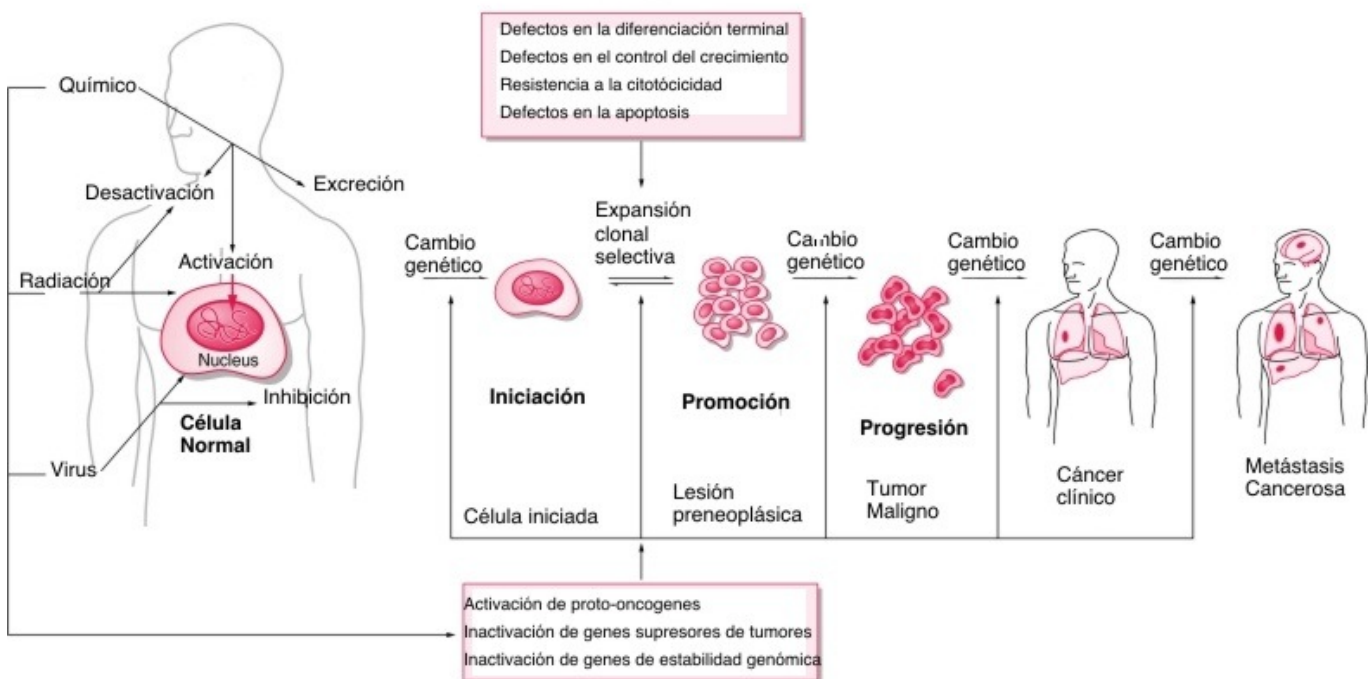 Defectos en la diferenciación terminal
Defectos en el control del crecimiento
Resistencia a la citotócicidad
Defectos en la apoptosis
Químico
Desactivación
Excreción
Radiación
Activación
Nucleus
Inhibición
Célula
Normal
Virus
Cambio
genético
Iniciación
Célula iniciada
Expansión
clonal
selectiva
Promoción
Lesión
preneoplásica
Cambio
genético
Progresión
Tumor
Maligno
Cambio
genético
Cáncer
clínico
Cambio
genético
Metástasis
Cancerosa
Activación de proto-oncogenes
Inactivación de genes supresores de tumores
Inactivación de genes de estabilidad genómica